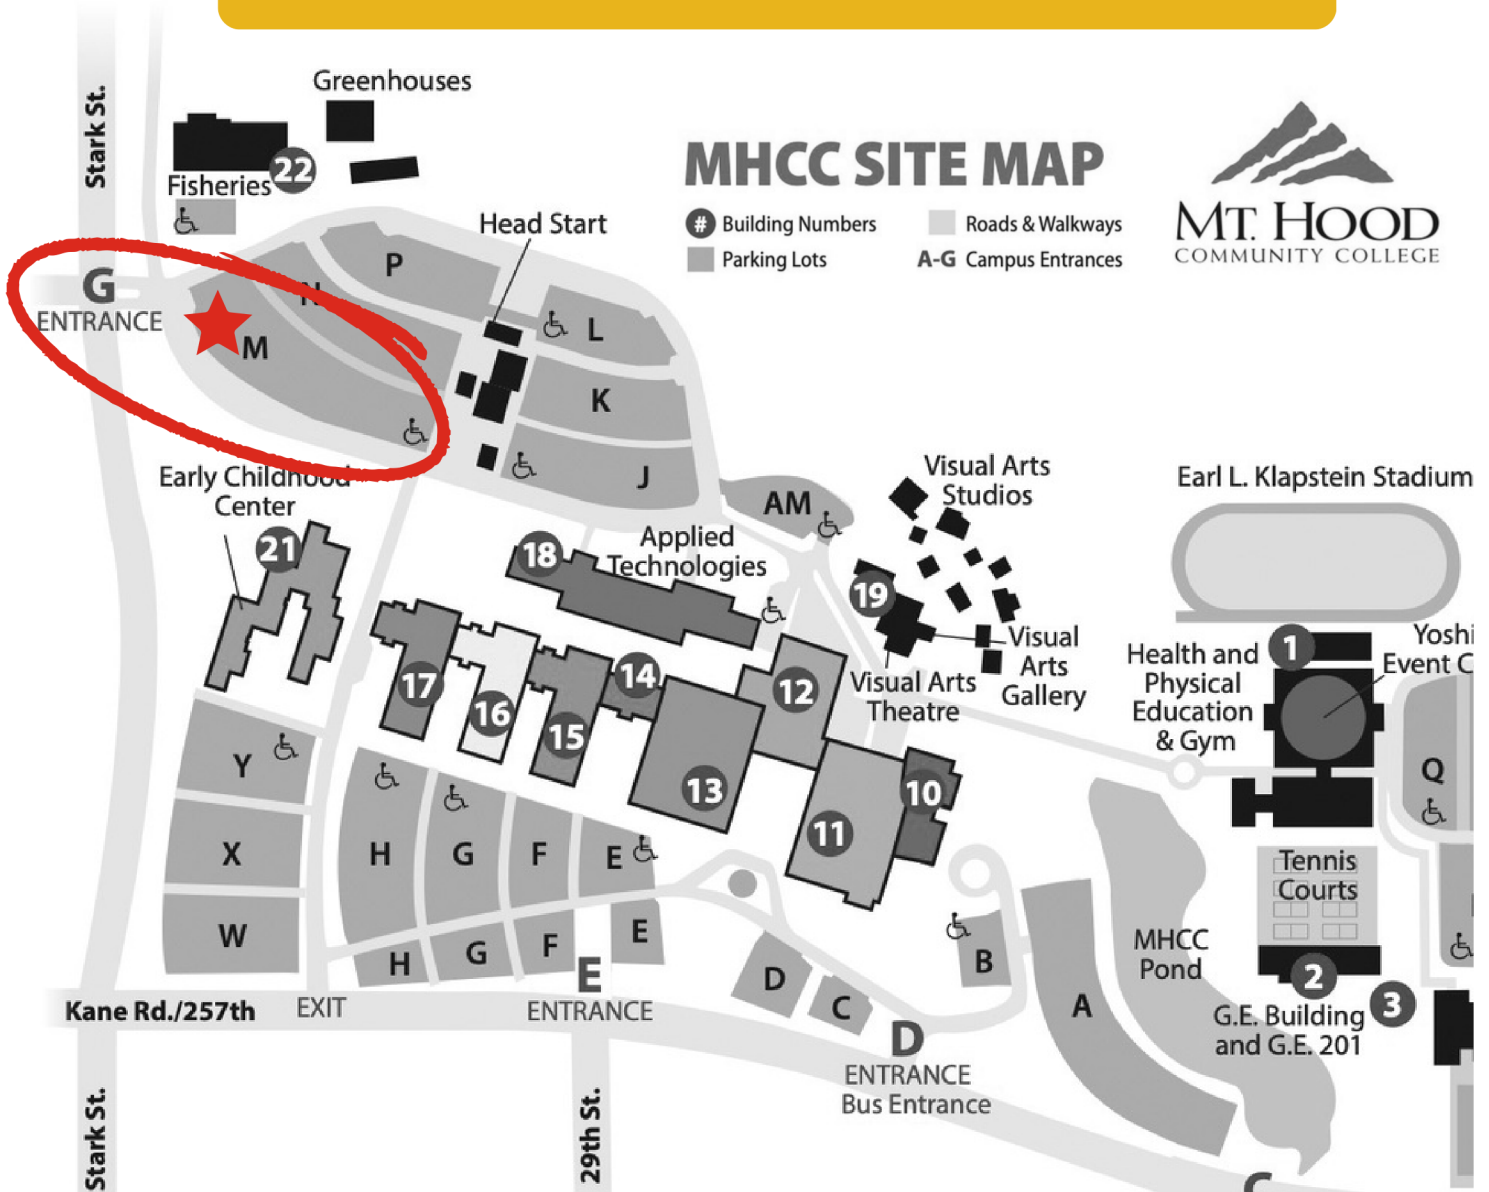 Greenhouses
Stark St.
22
Fisheries
MHCC SITE MAP
# Building Numbers
Roads & Walkways
Parking Lots
A-G Campus Entrances
MT. HOOD
COMMUNITY COLLEGE
Head Start
P
N
G
ENTRANCE
M
L
K
J
AM
Early Childhood
Center
21
18
Applied
Technologies
Visual Arts
Studios
19
Visual
Arts
Gallery
Visual Arts
Theatre
Earl L. Klapstein Stadium
1
Yoshi
Event C
Health and
Physical
Education
& Gym
Q
17
16
15
14
13
12
11
10
Y
X
W
H
G
F
E
H
G
F
E
E
ENTRANCE
EXIT
Kane Rd./257th
D
C
B
A
D
ENTRANCE
Bus Entrance
MHCC
Pond
Tennis
Courts
2
3
G.E. Building
and G.E. 201
Stark St.
29th St.
C